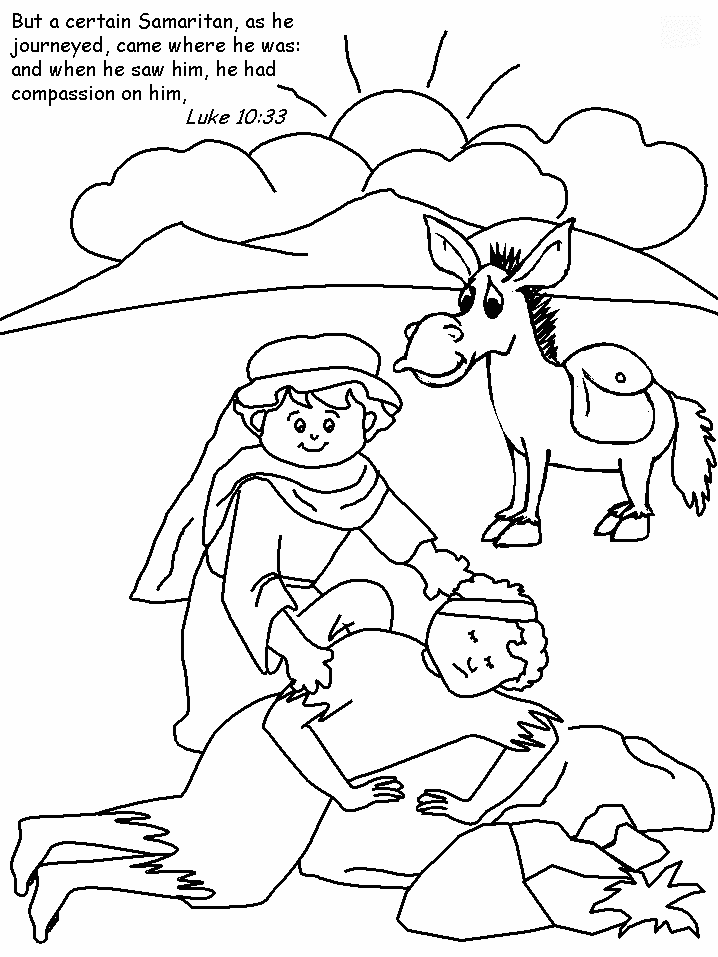 But a certain Samaritan, as he
journeyed, came where he was:
and when he saw him, he had
compassion on him,
Luke 10:33